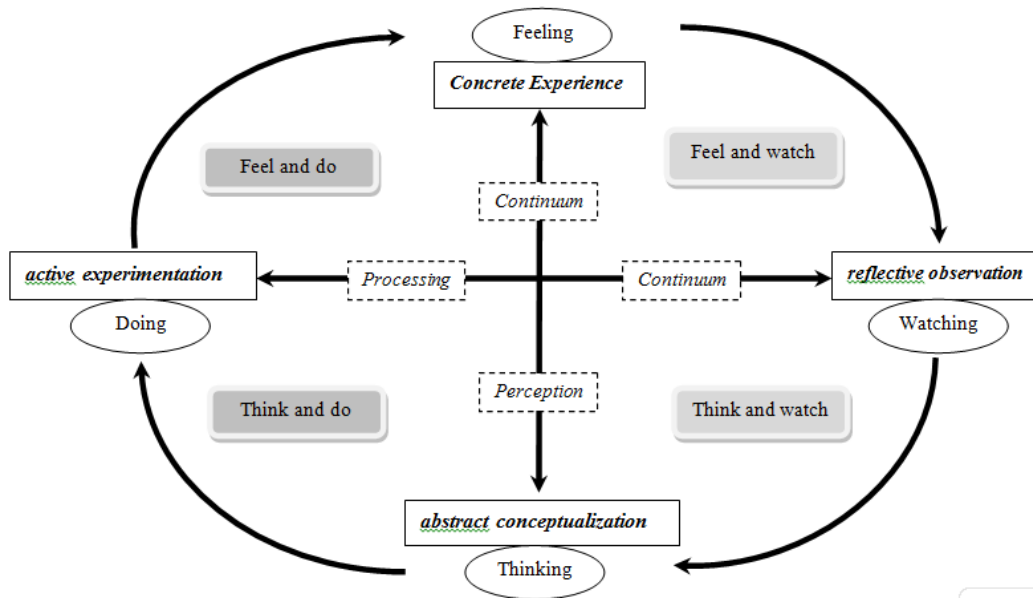 Feeling
Concrete Experience
Feel and do
Feel and watch
Continuum
active experimentation
Processing
Continuum
reflective observation
Doing
Watching
Perception
Think and do
Think and watch
abstract conceptualization
Thinking